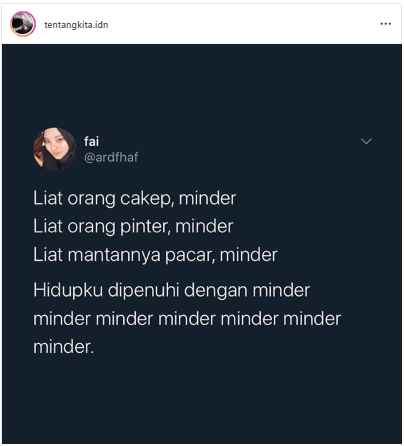 tentangkita.idn
fai
@ardfhaf
Liat orang cakep, minder
Liat orang pinter, minder
Liat mantannya pacar, minder
Hidupku dipenuhi dengan minder
minder minder minder minder minder
minder.